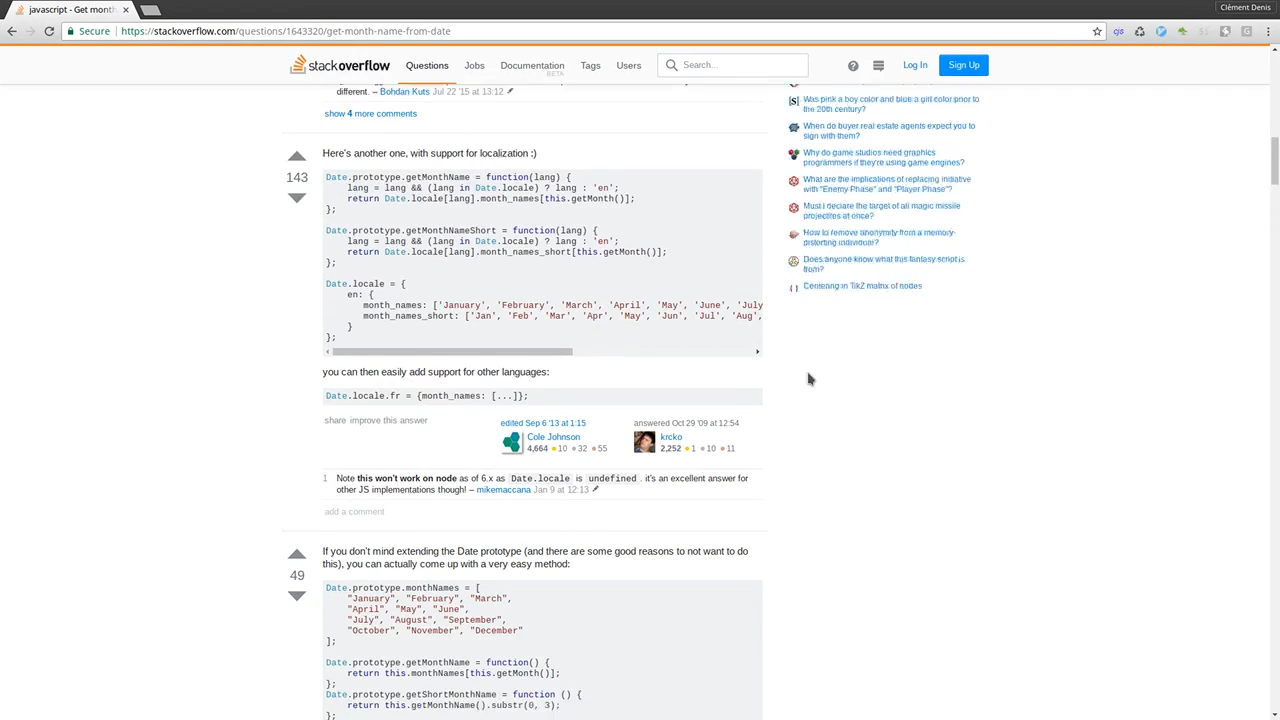 javascript - Get month
Clément Denis
Secure https://stackoverflow.com/questions/1643320/get-month-name-from-date
stackoverflow Questions Jobs Documentation BETA Tags Users Search... Log In Sign Up
different. – Bohdan Kuts Jul 22 '15 at 13:12
show 4 more comments
143
Here's another one, with support for localization :)
Date.prototype.getMonthName = function(lang) {
lang = lang && (lang in Date.locale) ? lang : 'en';
return Date.locale[lang].month_names[this.getMonth()];
};
Date.prototype.getMonthNameShort = function(lang) {
lang = lang && (lang in Date.locale) ? lang : 'en';
return Date.locale[lang].month_names_short[this.getMonth()];
};
Date.locale = {
en: {
month_names: ['January', 'February', 'March', 'April', 'May', 'June', 'July
month_names_short: ['Jan', 'Feb', 'Mar', 'Apr', 'May', 'Jun', 'Jul', 'Aug',
}
};
you can then easily add support for other languages:
Date.locale.fr = {month_names: [...]};
share improve this answer
edited Sep 6 '13 at 1:15
Cole Johnson
4,664 10 32 55
answered Oct 29 '09 at 12:54
krcko
2,252 1 10 11
1 Note this won't work on node as of 6.x as Date.locale is undefined. it's an excellent answer for
other JS implementations though! – mikemaccana Jan 9 at 12:13
add a comment
49
If you don't mind extending the Date prototype (and there are some good reasons to not want to do
this), you can actually come up with a very easy method:
Date.prototype.monthNames = [
"January", "February", "March",
"April", "May", "June",
"July", "August", "September",
"October", "November", "December"
];
Date.prototype.getMonthName = function() {
return this.monthNames[this.getMonth()];
};
Date.prototype.getShortMonthName = function () {
return this.getMonthName().substr(0, 3);
};
Was pink a boy color and blue a girl color prior to
the 20th century?
When do buyer real estate agents expect you to
sign with them?
Why do game studios need graphics
programmers if they're using game engines?
What are the implications of replacing initiative
with "Enemy Phase" and "Player Phase"?
Must I declare the target of all magic missile
projectiles at once?
How to remove anonymity from a memory-
distorting individual?
Does anyone know what this fantasy script is
from?
Centering in TikZ matrix of nodes